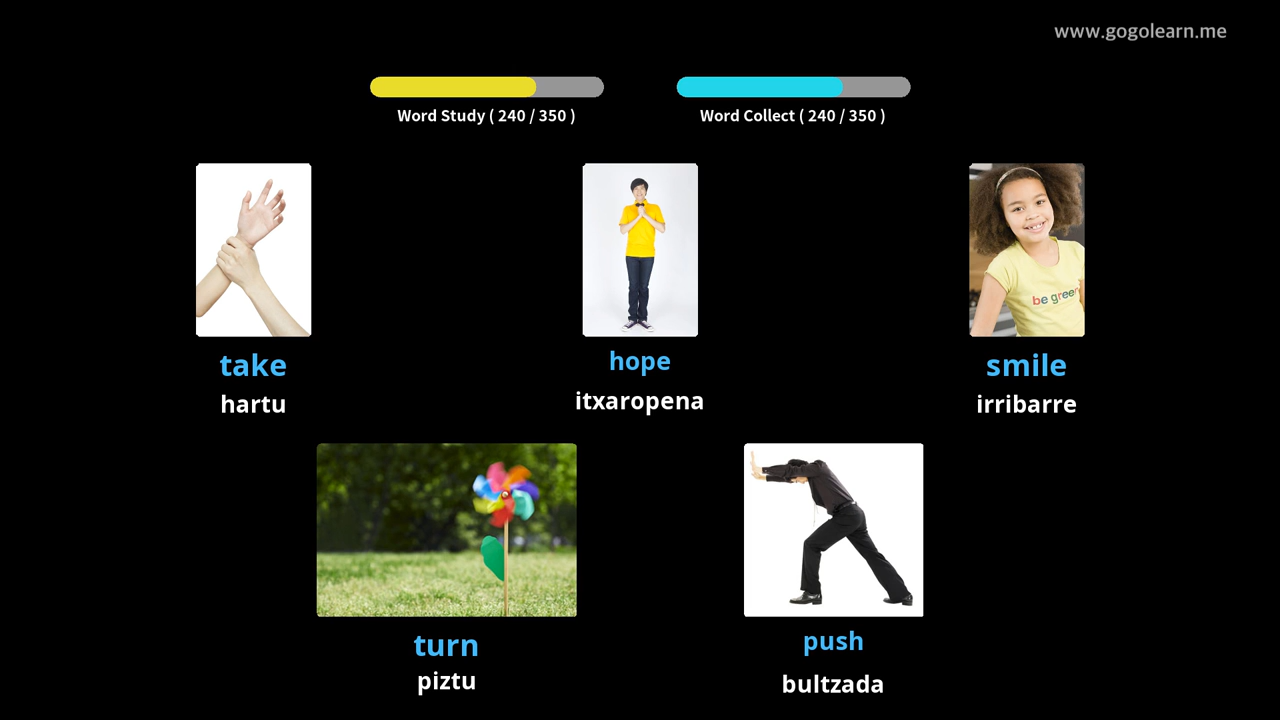 www.gogolearn.me
Word Study ( 240 / 350 )
Word Collect ( 240 / 350 )
be green
take
hope
smile
hartu
itxaropena
irribarre
turn
push
piztu
bultzada